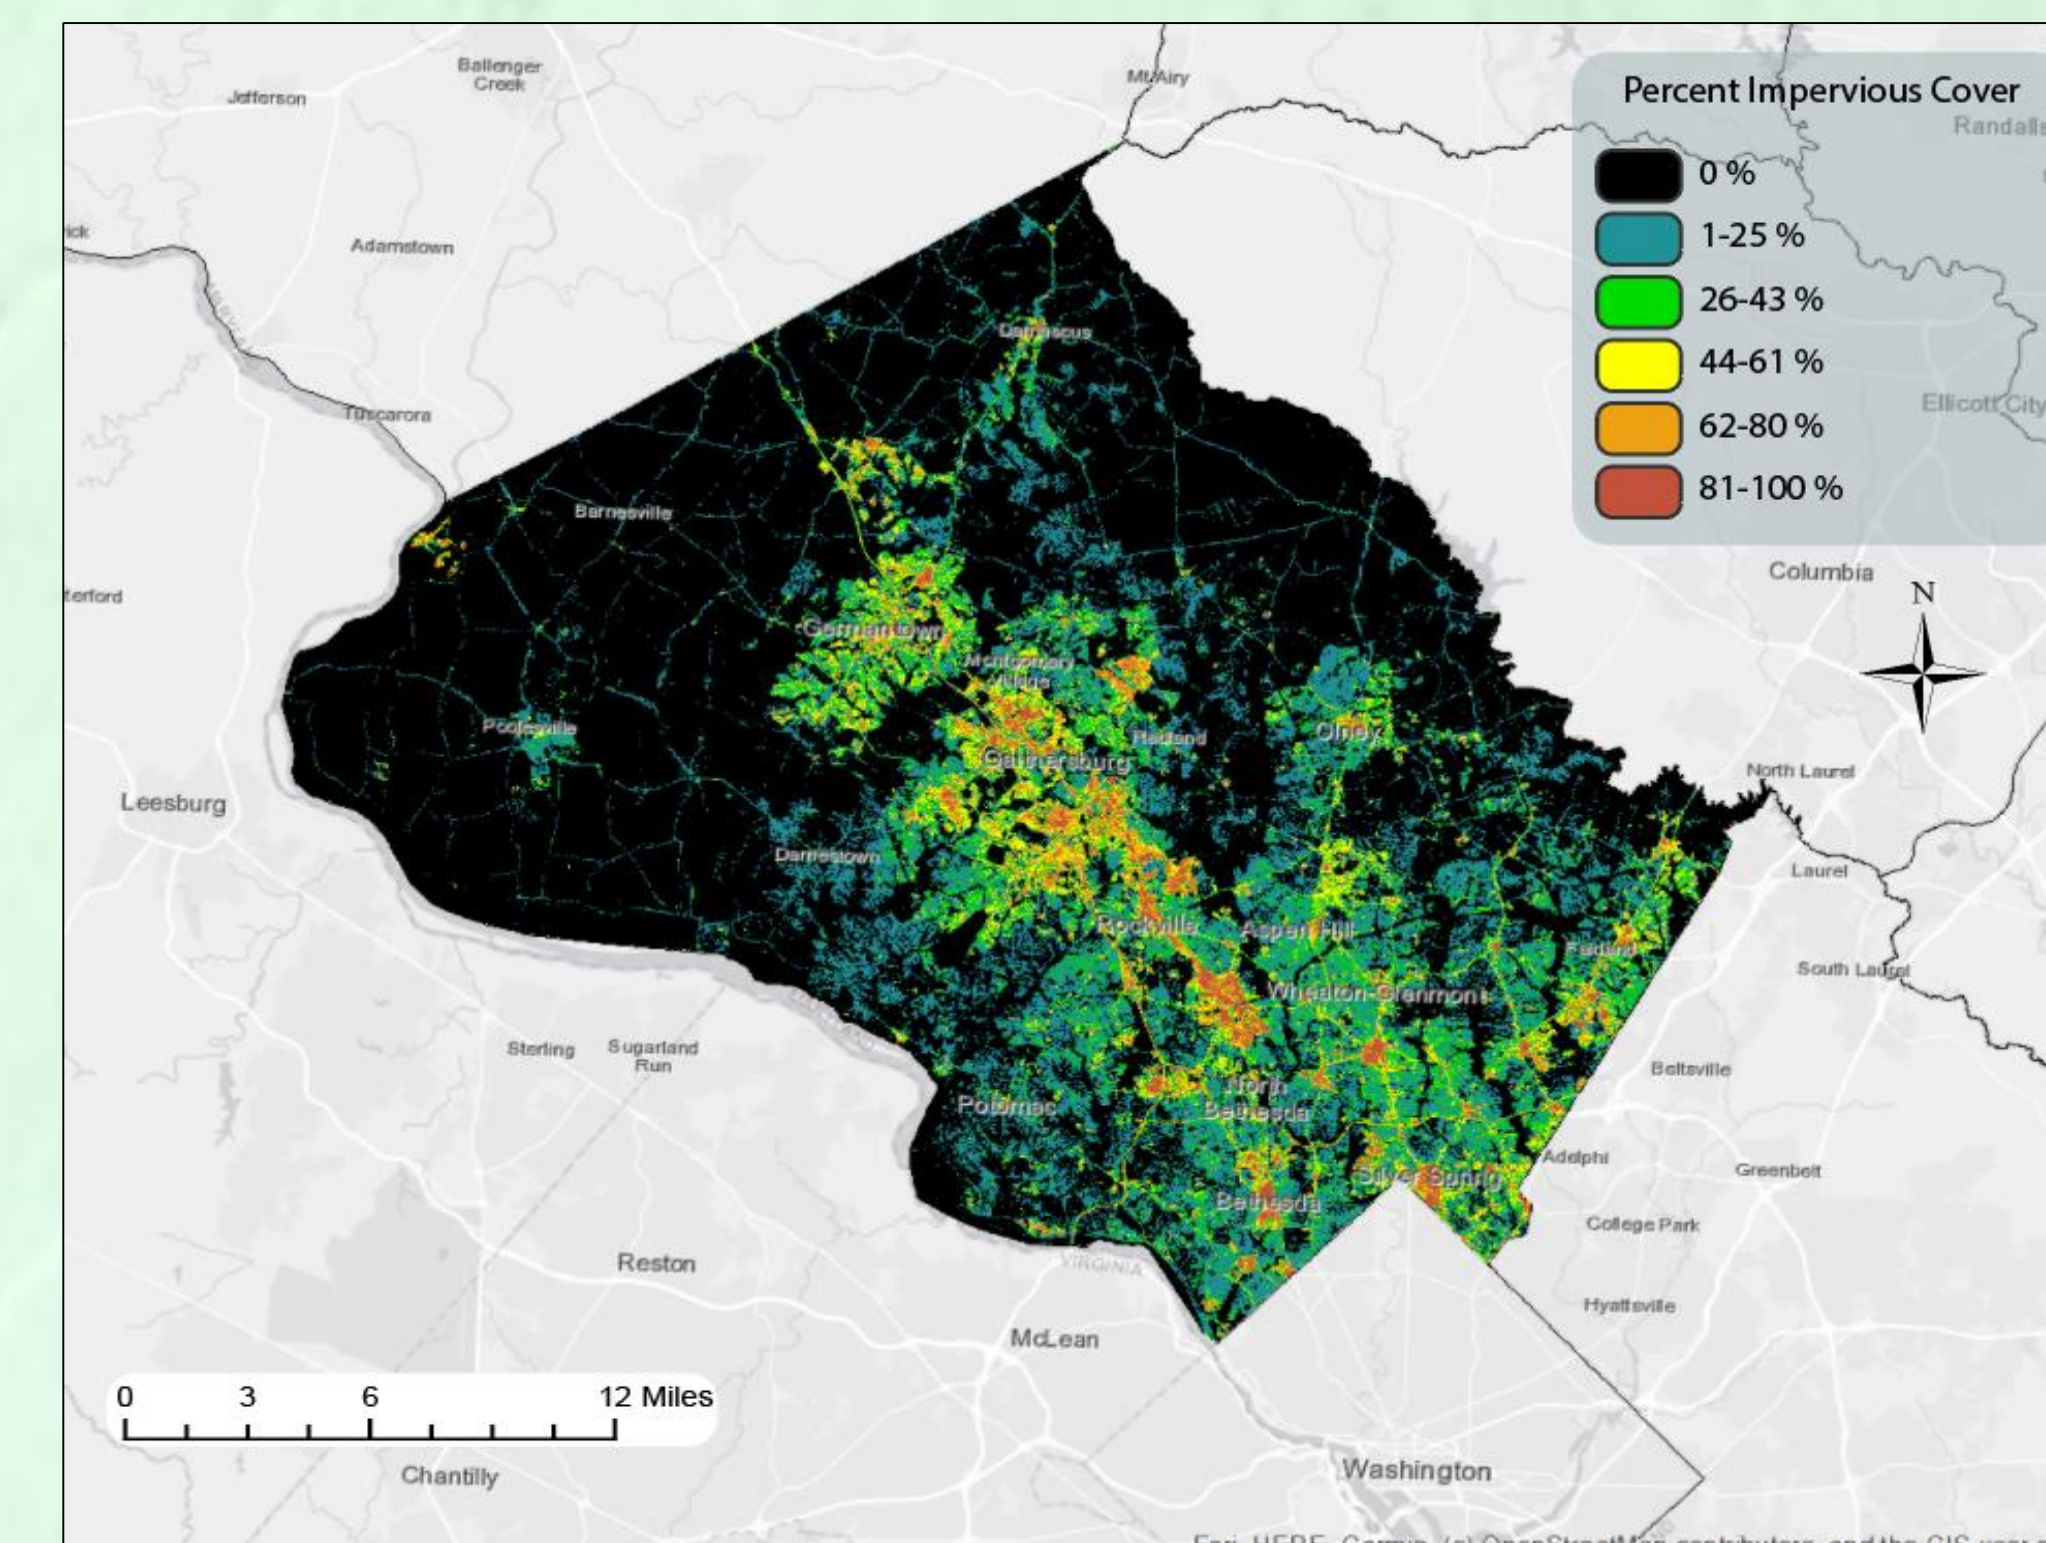 Ballenger
Creek
Mt Airy
Jefferson
Percent Impervious Cover
0 %
1-25 %
26-43 %
44-61 %
62-80 %
81-100 %
Adamstown
Damascus
Tuscarora
Ellicott City
Barnesville
Columbia
N
Germantown
Montgomery
Village
Poolesville
Redland
Olney
Gaithersburg
North Laurel
Leesburg
Darnestown
Laurel
Rockville
Aspen Hill
Fairland
South Laurel
Wheaton-Glenmont
Sterling
Sugarland
Run
Beltsville
North
Bethesda
Potomac
Adelphi
Greenbelt
Silver Spring
Bethesda
College Park
Reston
VIRGINIA
Hyattsville
McLean
0 3 6 12 Miles
Chantilly
Washington